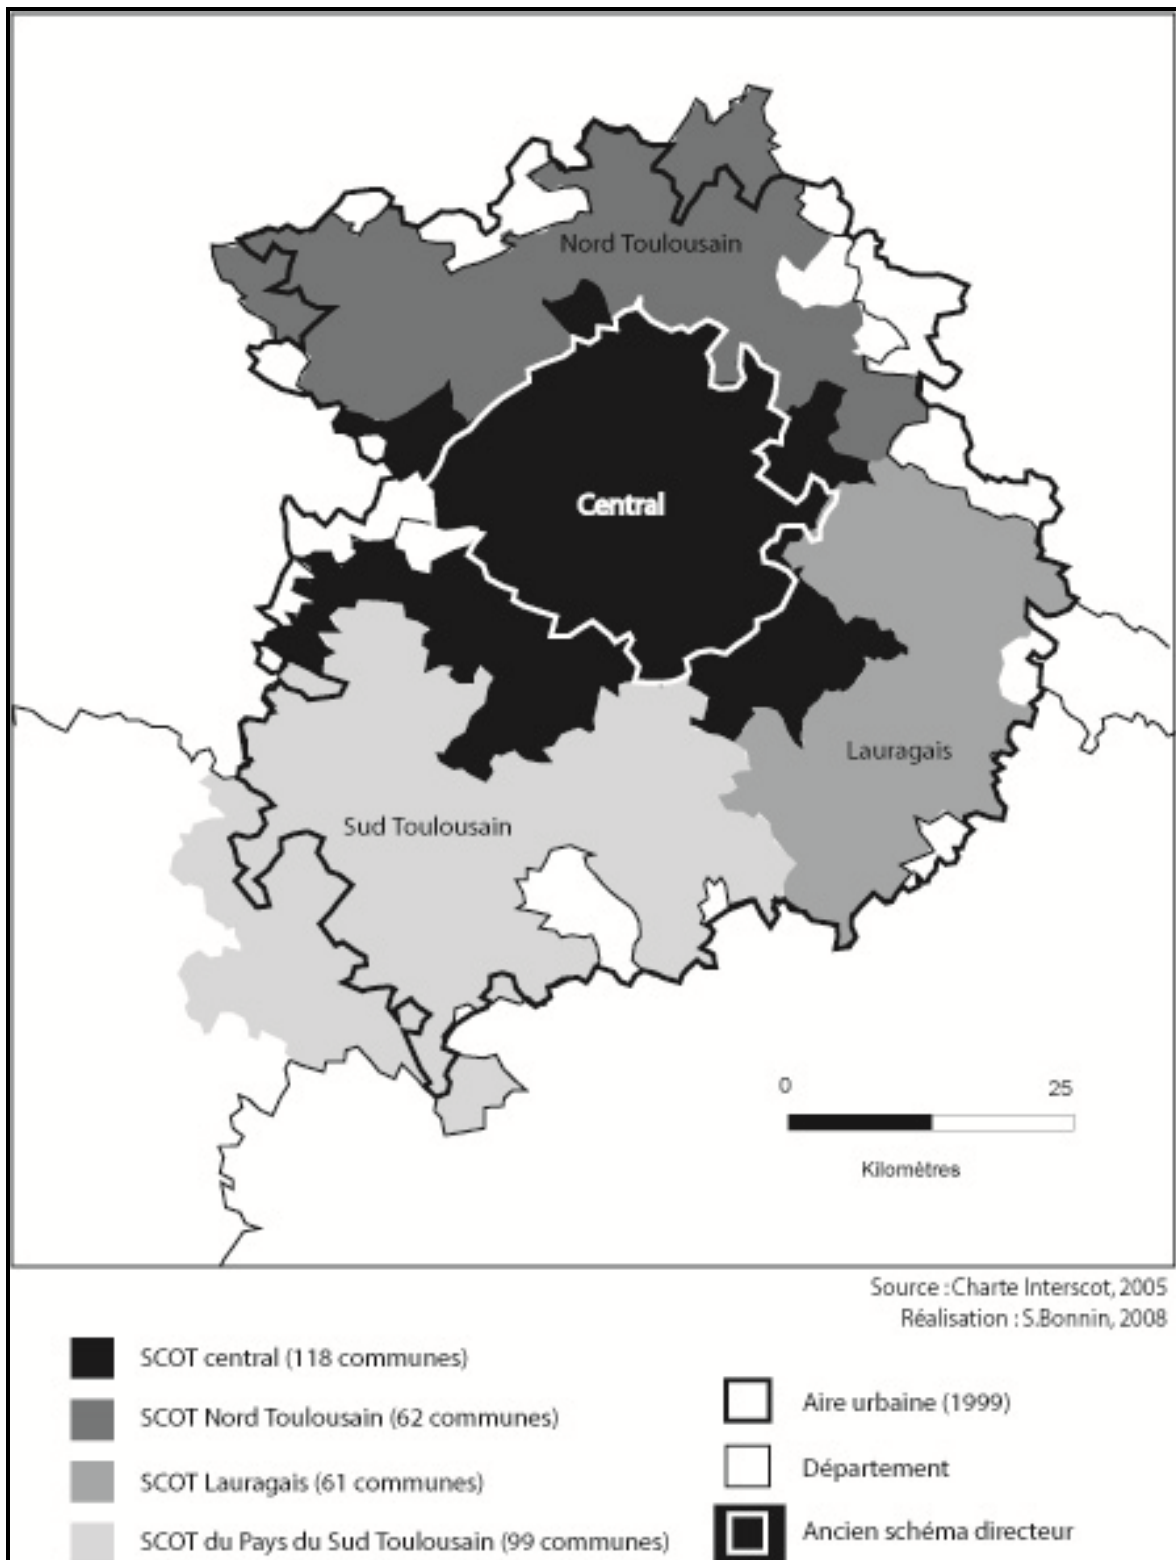 Nord Toulousain
Central
Lauragais
Sud Toulousain
0 25
Kilomètres
Source : Charte Interscot, 2005
Réalisation : S.Bonnin, 2008
SCOT central (118 communes)
SCOT Nord Toulousain (62 communes)
SCOT Lauragais (61 communes)
SCOT du Pays du Sud Toulousain (99 communes)
Aire urbaine (1999)
Département
Ancien schéma directeur